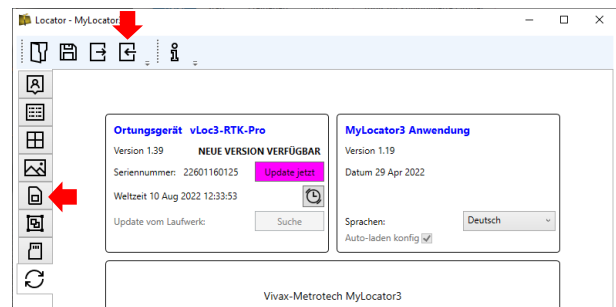 Locator - MyLocator
Ortungsgerät vLoc3-RTK-Pro
Version 1.39 NEUE VERSION VERFÜGBAR
Seriennummer: 22601160125 Update jetzt
Weltzeit 10 Aug 2022 12:33:53
Update vom Laufwerk: Suche
MyLocator3 Anwendung
Version 1.19
Datum 29 Apr 2022
Sprachen: Deutsch
Auto-laden konfig
Vivax-Metrotech MyLocator3